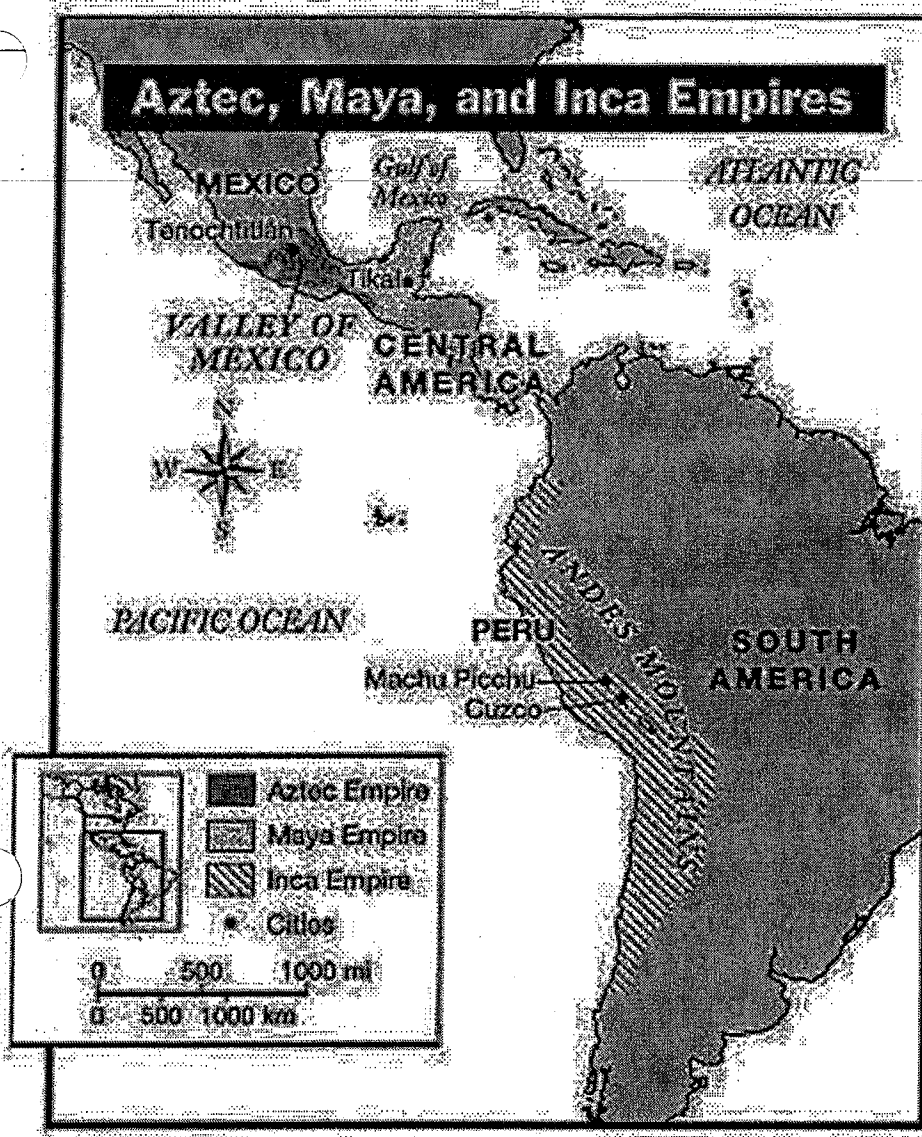 Aztec, Maya, and Inca Empires
MEXICO
Gulf of
Mexico
ATLANTIC
OCEAN
Tenochtitlán
Tikal
VALLEY OF
MEXICO
CENTRAL
AMERICA
N
W
E
S
PACIFIC OCEAN
ANDES MOUNTAINS
PERU
SOUTH
AMERICA
Machu Picchu
Cuzco
Aztec Empire
Maya Empire
Inca Empire
Cities
0 500 1000 mi
0 500 1000 km